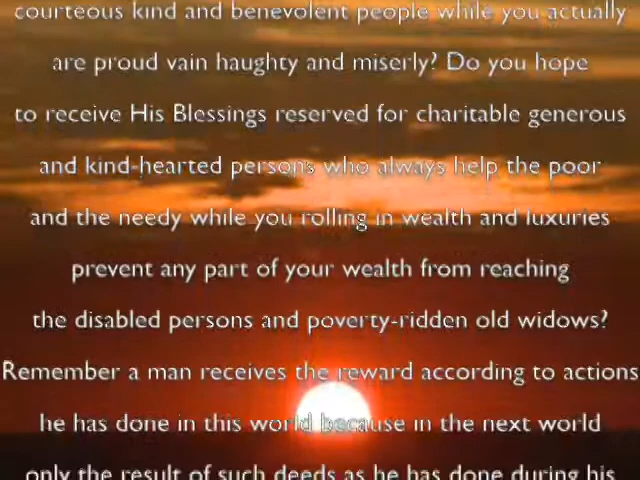 courteous kind and benevolent people while you actually
are proud vain haughty and miserly? Do you hope
to receive His Blessings reserved for charitable generous
and kind-hearted persons who always help the poor
and the needy while you rolling in wealth and luxuries
prevent any part of your wealth from reaching
the disabled persons and poverty-ridden old widows?
Remember a man receives the reward according to actions
he has done in this world because in the next world
only the result of such deeds as he has done during his